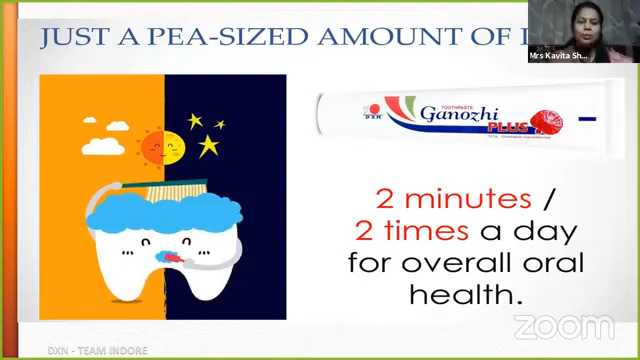 JUST A PEA-SIZED AMOUNT OF
Mrs Kavita Sh...
TOOTHPASTE
DXN
Ganozhi
PLUS
2 minutes /
2 times a day
for overall oral
health.
zoom
DXN - TEAM INDORE